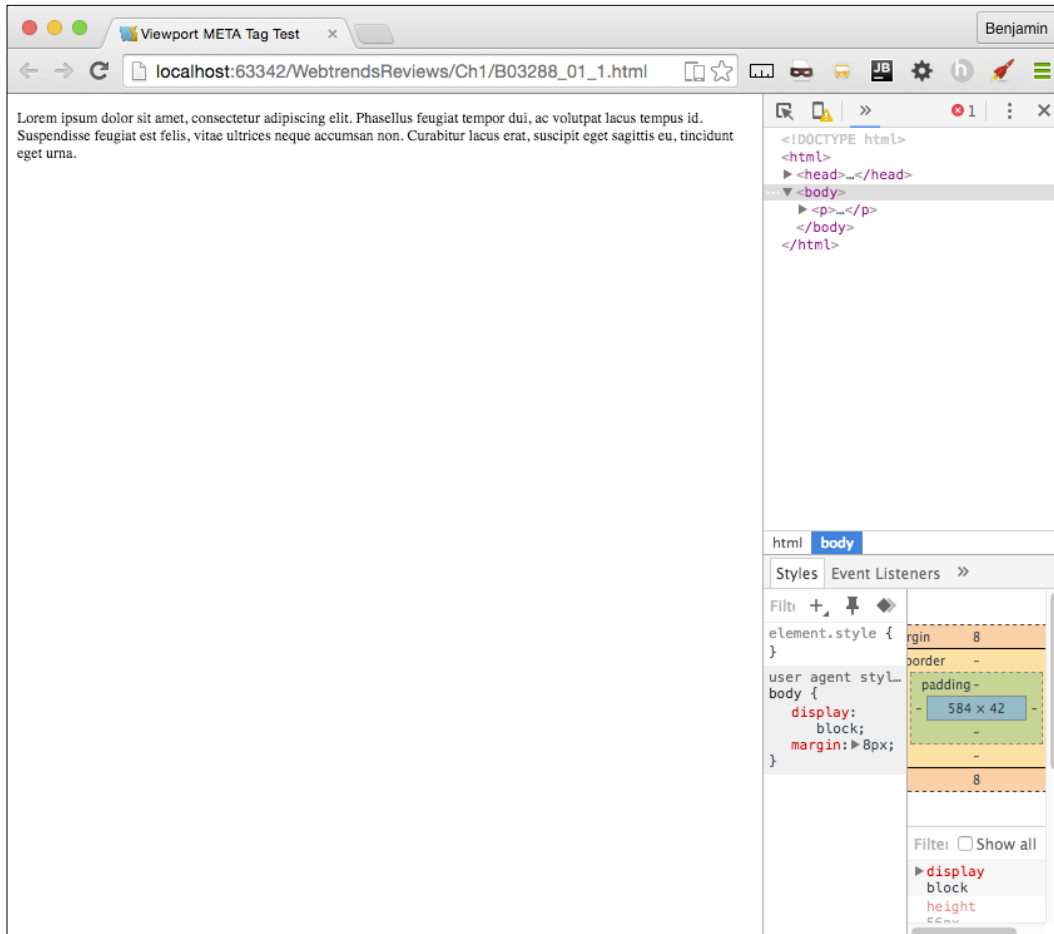 Viewport META Tag Test
Benjamin
localhost:63342/WebtrendsReviews/Ch1/B03288_01_1.html
JB
h
Lorem ipsum dolor sit amet, consectetur adipiscing elit. Phasellus feugiat tempor dui, ac volutpat lacus tempus id.
Suspendisse feugiat est felis, vitae ultrices neque accumsan non. Curabitur lacus erat, suscipit eget sagittis eu, tincidunt
eget urna.
» 1
<!DOCTYPE html>
<html>
<head>…</head>
<body>
<p>…</p>
</body>
</html>
html body
Styles Event Listeners »
element.style {
}
user agent styl…
body {
display:
block;
margin: 8px;
}
rgin 8
border -
padding -
- 584 × 42 -
-
-
8
Show all
display
block
height